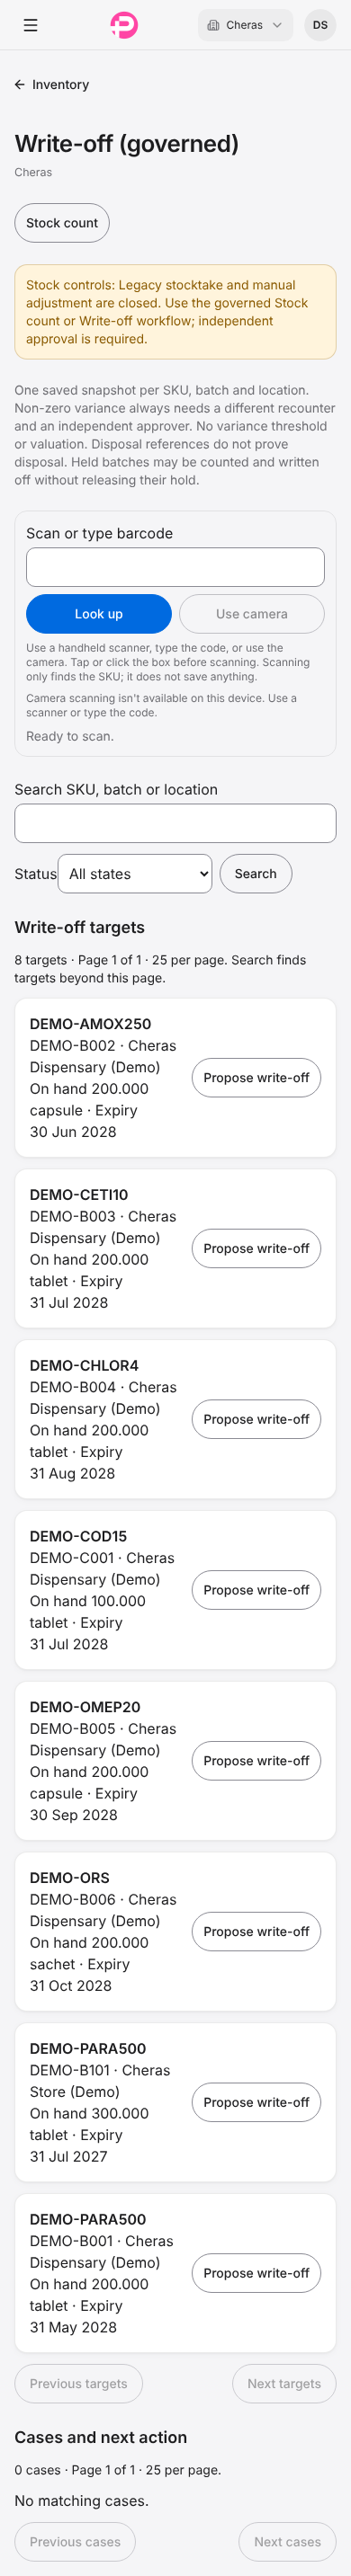 Cheras
DS
Inventory
Write-off (governed)
Cheras
Stock count
Stock controls: Legacy stocktake and manual
adjustment are closed. Use the governed Stock
count or Write-off workflow; independent
approval is required.
One saved snapshot per SKU, batch and location.
Non-zero variance always needs a different recounter
and an independent approver. No variance threshold
or valuation. Disposal references do not prove
disposal. Held batches may be counted and written
off without releasing their hold.
Scan or type barcode
Look up
Use camera
Use a handheld scanner, type the code, or use the
camera. Tap or click the box before scanning. Scanning
only finds the SKU; it does not save anything.
Camera scanning isn't available on this device. Use a
scanner or type the code.
Ready to scan.
Search SKU, batch or location
Status
All states
Search
Write-off targets
8 targets · Page 1 of 1 · 25 per page. Search finds
targets beyond this page.
DEMO-AMOX250
DEMO-B002 · Cheras
Dispensary (Demo)
On hand 200.000
capsule · Expiry
30 Jun 2028
Propose write-off
DEMO-CETI10
DEMO-B003 · Cheras
Dispensary (Demo)
On hand 200.000
tablet · Expiry
31 Jul 2028
Propose write-off
DEMO-CHLOR4
DEMO-B004 · Cheras
Dispensary (Demo)
On hand 200.000
tablet · Expiry
31 Aug 2028
Propose write-off
DEMO-COD15
DEMO-C001 · Cheras
Dispensary (Demo)
On hand 100.000
tablet · Expiry
31 Jul 2028
Propose write-off
DEMO-OMEP20
DEMO-B005 · Cheras
Dispensary (Demo)
On hand 200.000
capsule · Expiry
30 Sep 2028
Propose write-off
DEMO-ORS
DEMO-B006 · Cheras
Dispensary (Demo)
On hand 200.000
sachet · Expiry
31 Oct 2028
Propose write-off
DEMO-PARA500
DEMO-B101 · Cheras
Store (Demo)
On hand 300.000
tablet · Expiry
31 Jul 2027
Propose write-off
DEMO-PARA500
DEMO-B001 · Cheras
Dispensary (Demo)
On hand 200.000
tablet · Expiry
31 May 2028
Propose write-off
Previous targets
Next targets
Cases and next action
0 cases · Page 1 of 1 · 25 per page.
No matching cases.
Previous cases
Next cases